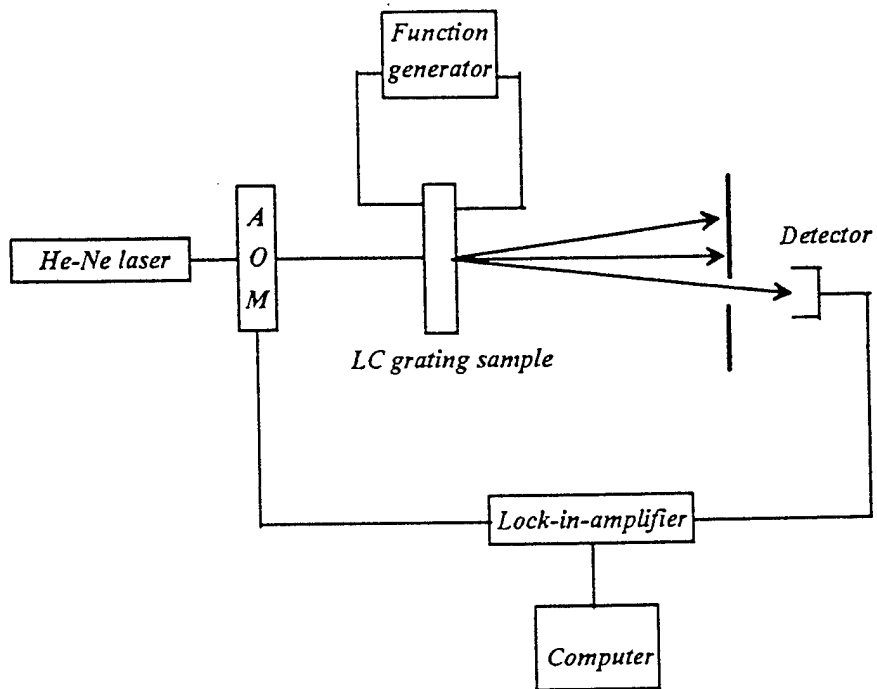 Function
generator
A
O
M
He-Ne laser
Detector
LC grating sample
Lock-in-amplifier
Computer